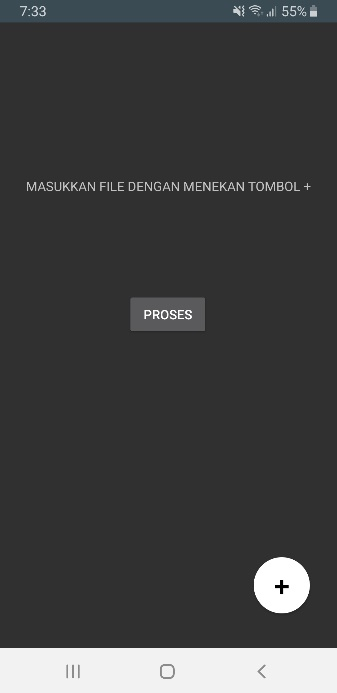 7:33
55%
MASUKKAN FILE DENGAN MENEKAN TOMBOL +
PROSES
+